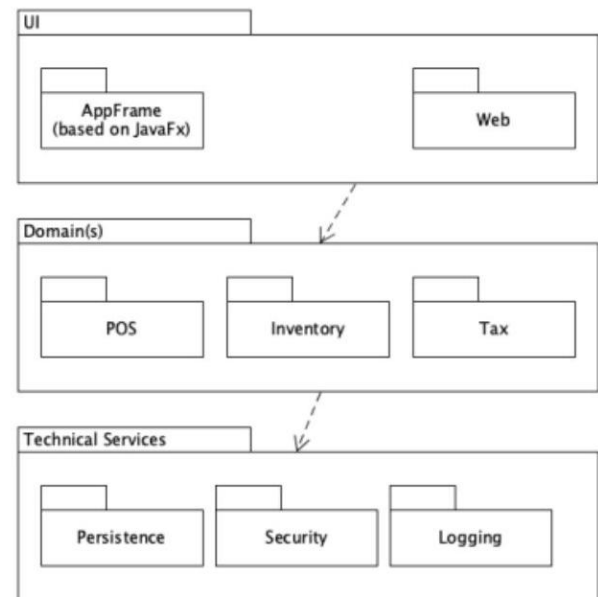 UI
AppFrame
(based on JavaFx)
Web
Domain(s)
POS
Inventory
Tax
Technical Services
Persistence
Security
Logging